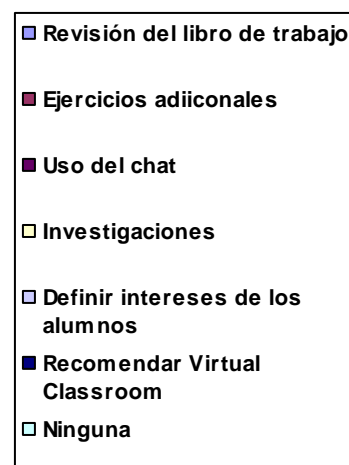 Revisión del libro de trabajo
Ejercicios adiiconales
Uso del chat
Investigaciones
Definir intereses de los
alumnos
Recomendar Virtual
Classroom
Ninguna